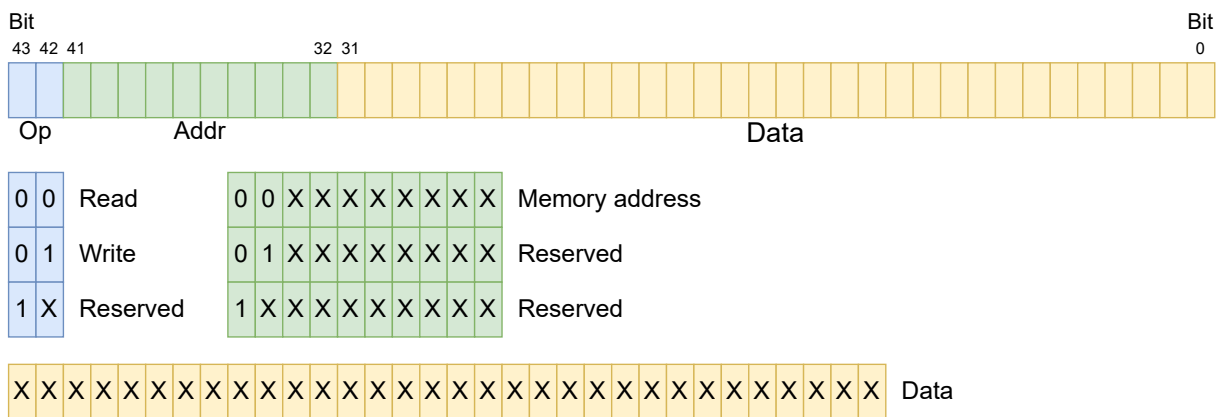 Bit Bit
43 42 41 32 31 0
Op Addr Data
0 0 Read 0 0 X X X X X X X X Memory address
0 1 Write 0 1 X X X X X X X X Reserved
1 X Reserved 1 X X X X X X X X X Reserved
X X X X X X X X X X X X X X X X X X X X X X X X X X X X X X X X Data